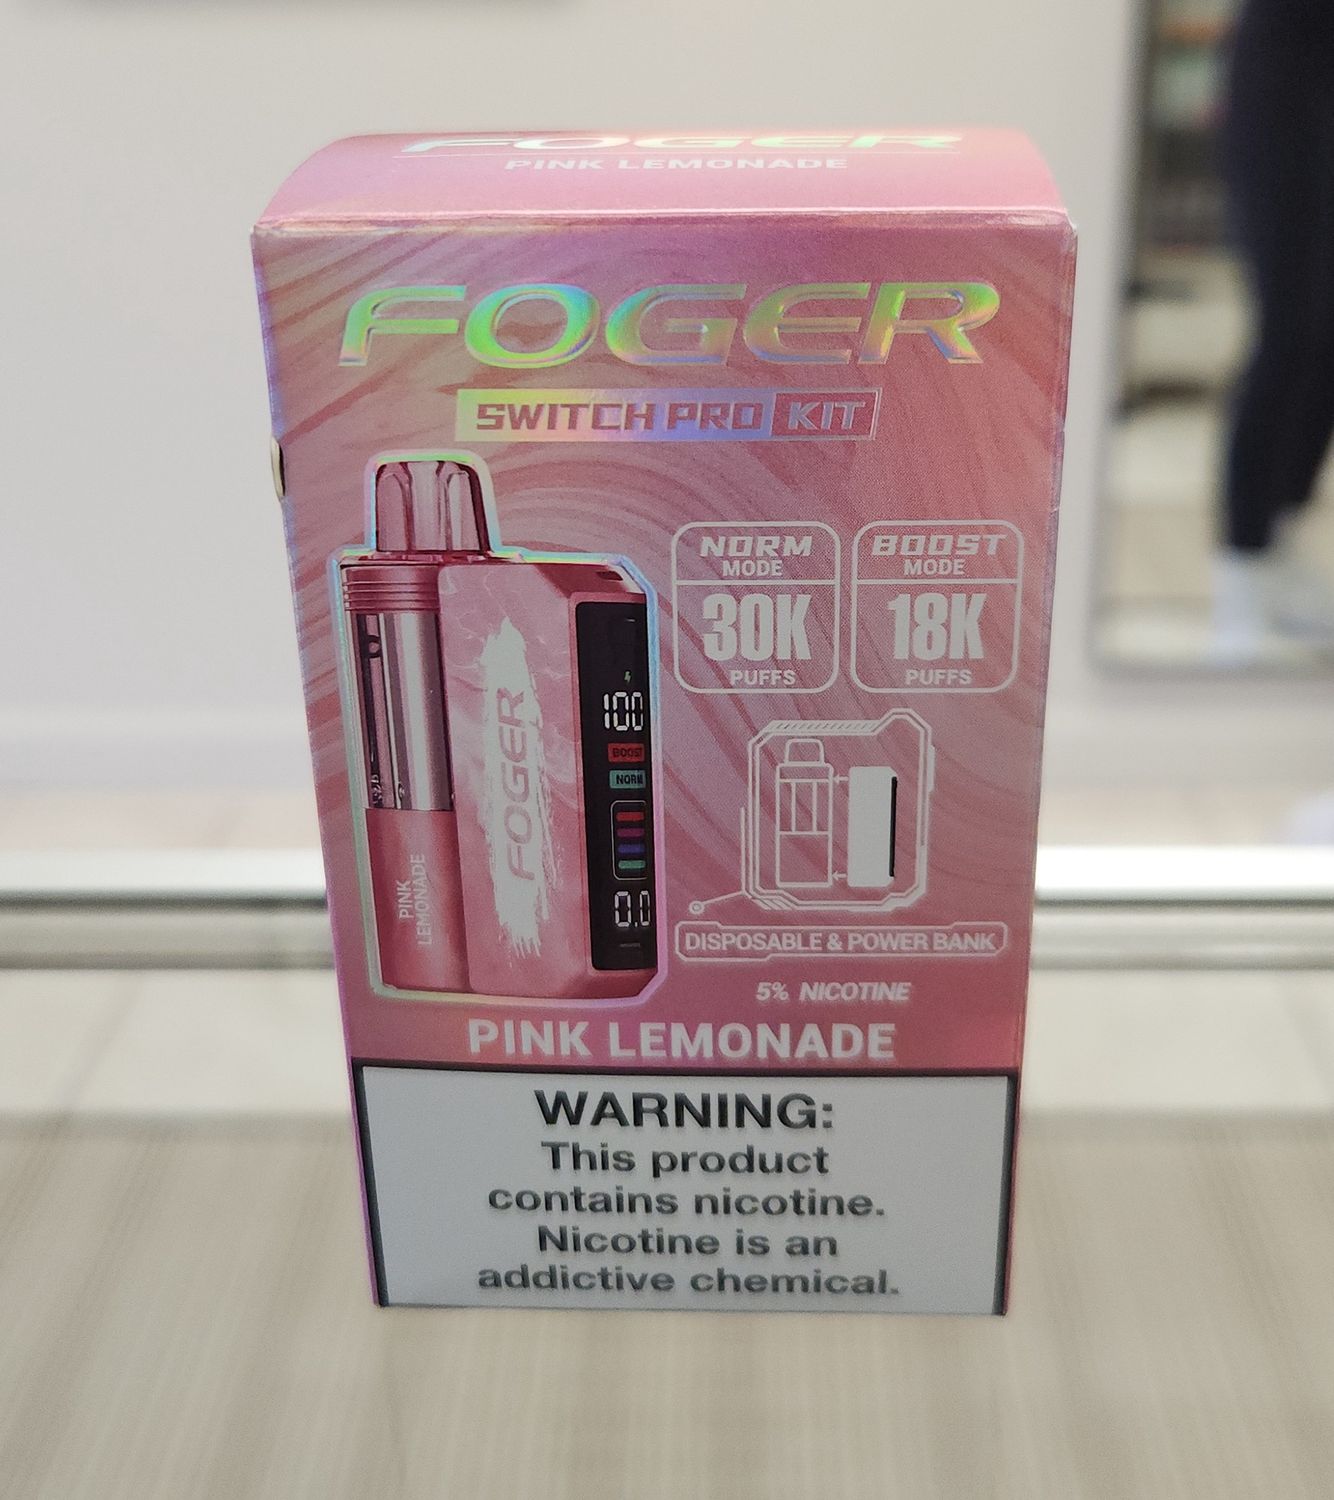 FOGER
PINK LEMONADE
FOGER
SWITCH PRO KIT
NORM
MODE
30K
PUFFS
BOOST
MODE
18K
PUFFS
100
BOOST
NORM
0.0
FOGER
PINK
LEMONADE
DISPOSABLE & POWER BANK
5% NICOTINE
PINK LEMONADE
WARNING:
This product
contains nicotine.
Nicotine is an
addictive chemical.